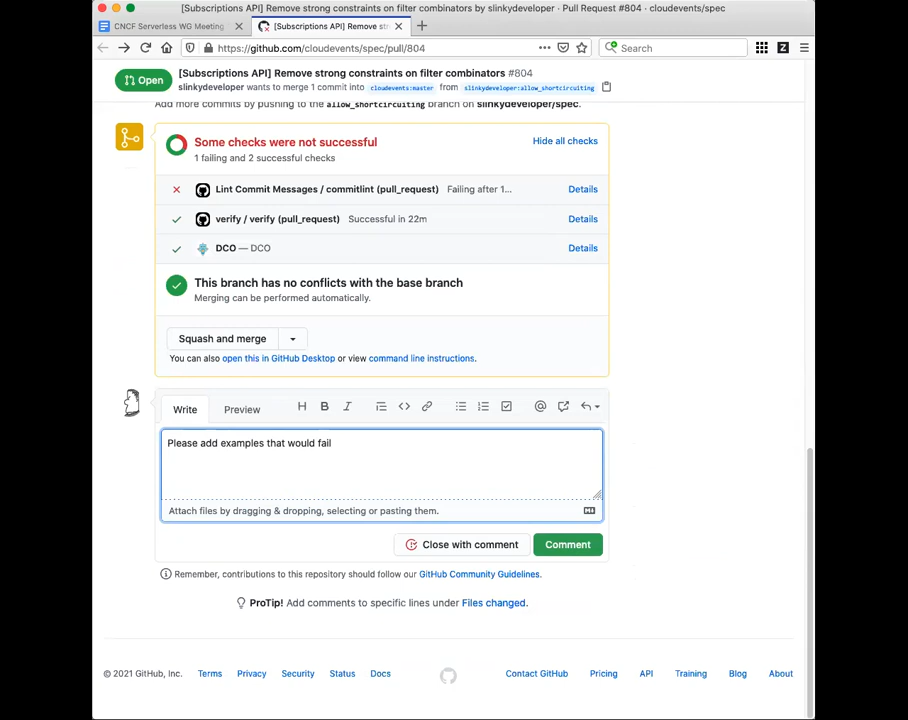 [Subscriptions API] Remove strong constraints on filter combinators by slinkydeveloper · Pull Request #804 · cloudevents/spec
CNCF Serverless WG Meeting
[Subscriptions API] Remove str
https://github.com/cloudevents/spec/pull/804
Search
Open
[Subscriptions API] Remove strong constraints on filter combinators #804
slinkydeveloper wants to merge 1 commit into cloudevents:master from slinkydeveloper:allow_shortcircuiting
Add more commits by pushing to the allow_shortcircuiting branch on slinkydeveloper/spec.
Some checks were not successful
Hide all checks
1 failing and 2 successful checks
Lint Commit Messages / commitlint (pull_request) Failing after 1... Details
verify / verify (pull_request) Successful in 22m Details
DCO — DCO Details
This branch has no conflicts with the base branch
Merging can be performed automatically.
Squash and merge
You can also open this in GitHub Desktop or view command line instructions.
Write Preview
Please add examples that would fail
Attach files by dragging & dropping, selecting or pasting them.
Close with comment Comment
Remember, contributions to this repository should follow our GitHub Community Guidelines.
ProTip! Add comments to specific lines under Files changed.
© 2021 GitHub, Inc. Terms Privacy Security Status Docs Contact GitHub Pricing API Training Blog About